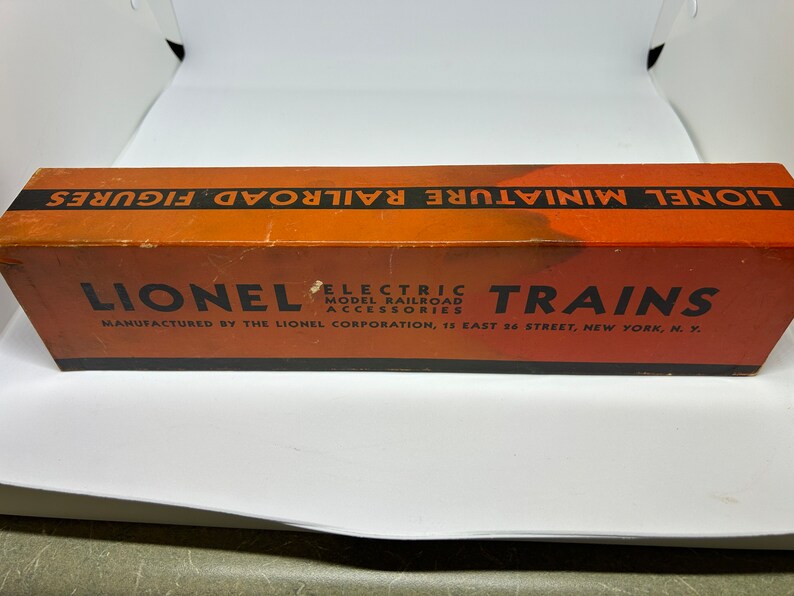 LIONEL MINIATURE RAILROAD FIGURES
LIONEL ELECTRIC MODEL RAILROAD ACCESSORIES TRAINS
MANUFACTURED BY THE LIONEL CORPORATION, 15 EAST 26 STREET, NEW YORK, N. Y.